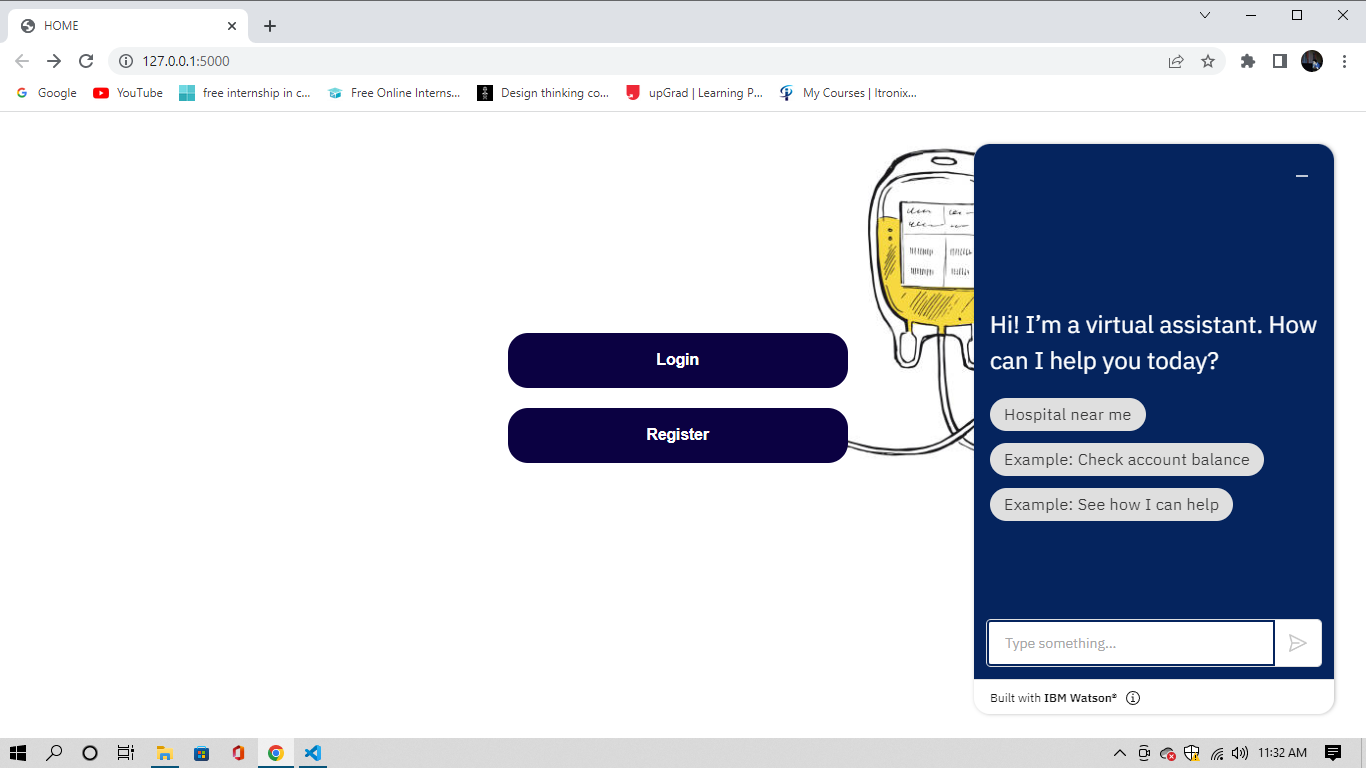 HOME
127.0.0.1:5000
Google
YouTube
free internship in c...
Free Online Interns...
Design thinking co...
upGrad | Learning P...
My Courses | Itronix...
Login
Register
Hi! I’m a virtual assistant. How
can I help you today?
Hospital near me
Example: Check account balance
Example: See how I can help
Type something...
Built with IBM Watson®
11:32 AM